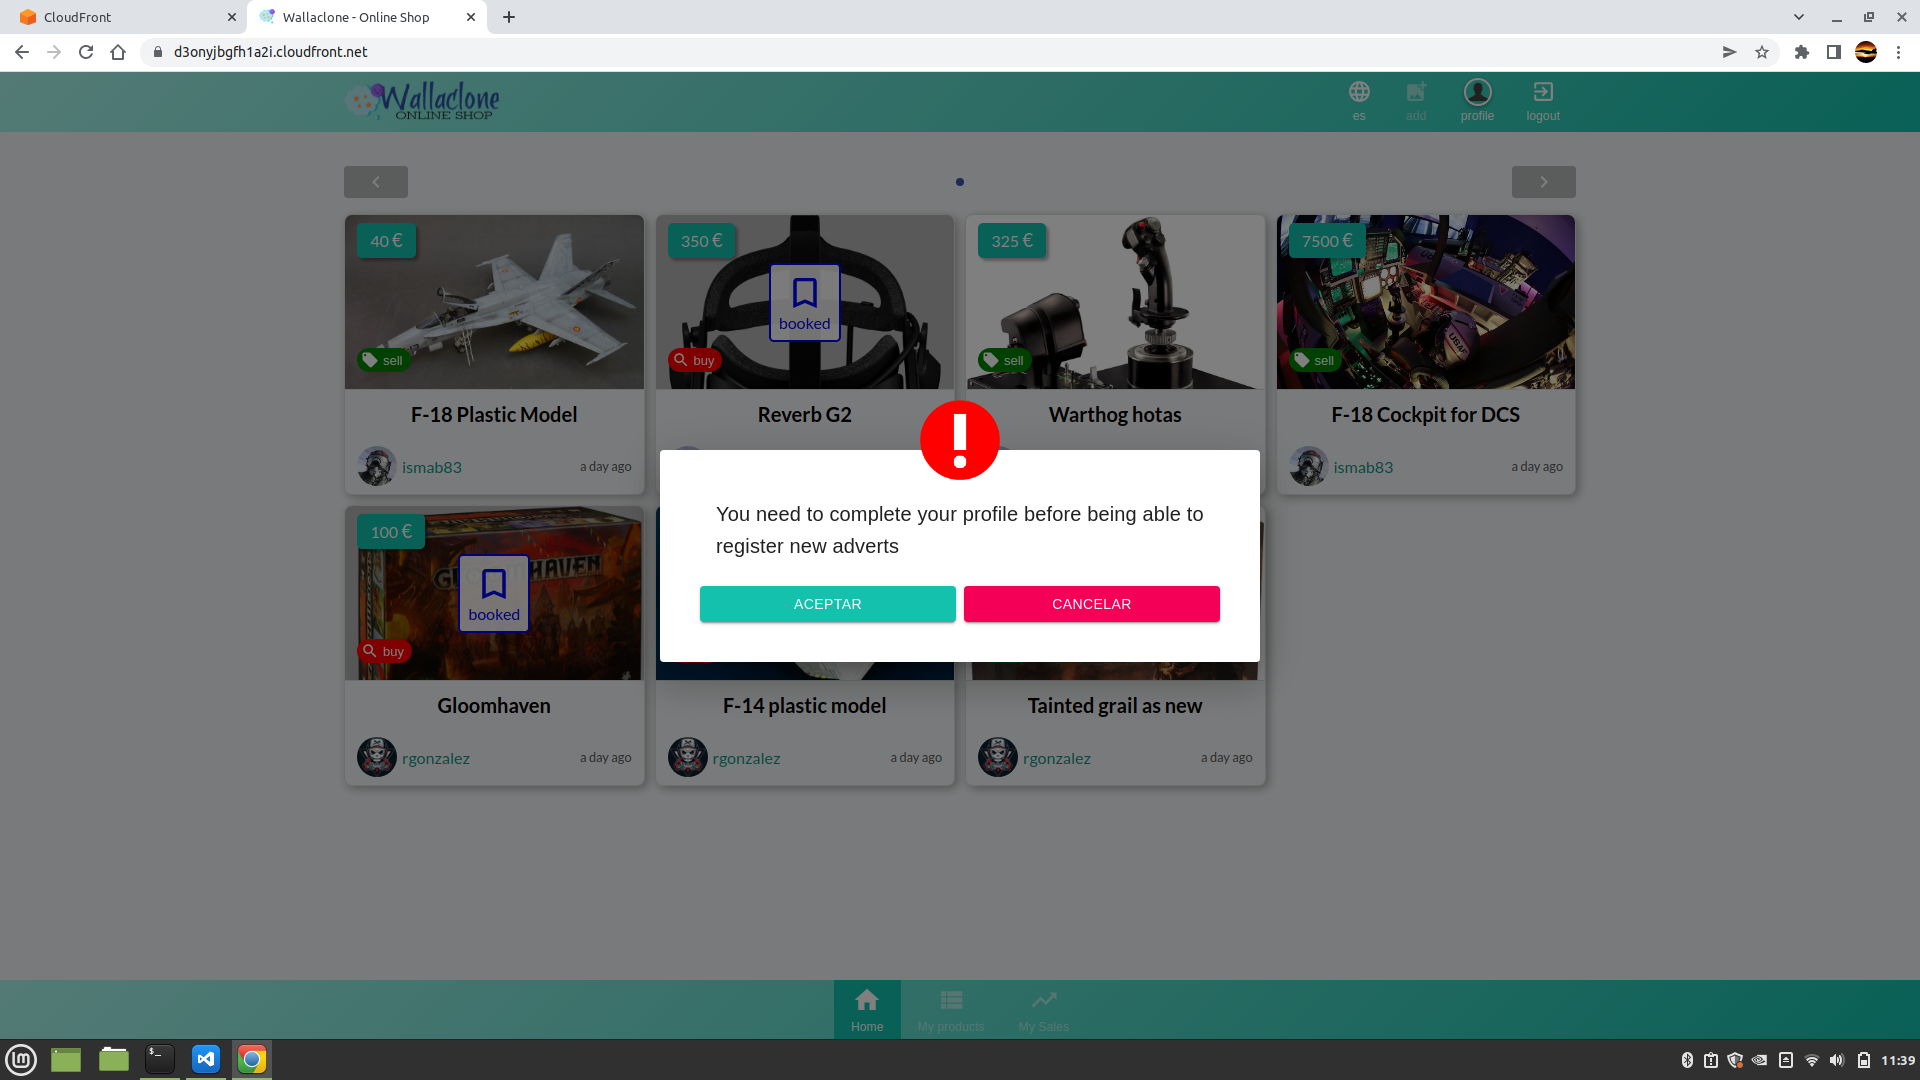 CloudFront
Wallaclone - Online Shop
d3onyjbgfh1a2i.cloudfront.net
Wallaclone
ONLINE SHOP
es
add
profile
logout
40 €
350 €
325 €
7500 €
booked
sell
buy
sell
sell
F-18 Plastic Model
Reverb G2
Warthog hotas
F-18 Cockpit for DCS
ismab83
a day ago
ismab83
a day ago
You need to complete your profile before being able to
register new adverts
ACEPTAR
CANCELAR
100 €
GLOOMHAVEN
booked
buy
Gloomhaven
F-14 plastic model
Tainted grail as new
rgonzalez
a day ago
rgonzalez
a day ago
rgonzalez
a day ago
Home
My products
My Sales
11:39